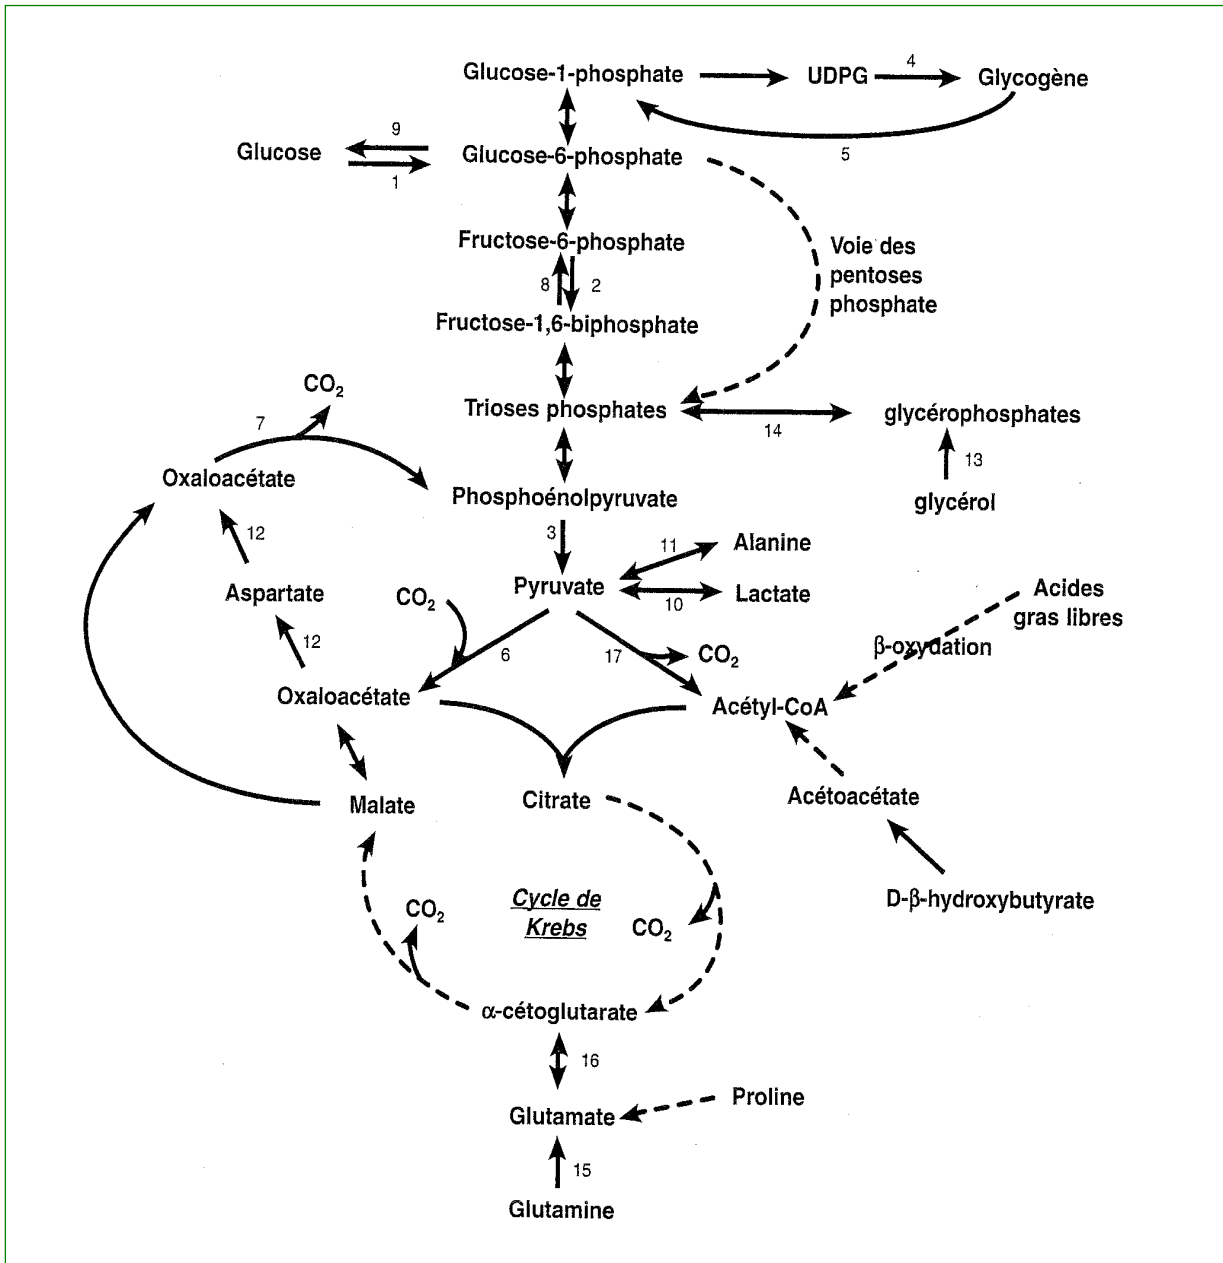 Glucose-1-phosphate
UDPG
4
Glycogène
5
9
Glucose
1
Glucose-6-phosphate
Fructose-6-phosphate
Voie des
pentoses
phosphate
8
2
Fructose-1,6-biphosphate
CO2
Trioses phosphates
14
glycérophosphates
7
13
Oxaloacétate
Phosphoénolpyruvate
glycérol
12
3
11
Alanine
Aspartate
CO2
Pyruvate
10
Lactate
Acides
gras libres
12
6
17
CO2
β-oxydation
Oxaloacétate
Acétyl-CoA
Malate
Citrate
Acétoacétate
CO2
Cycle de
Krebs
CO2
D-β-hydroxybutyrate
α-cétoglutarate
16
Glutamate
Proline
15
Glutamine